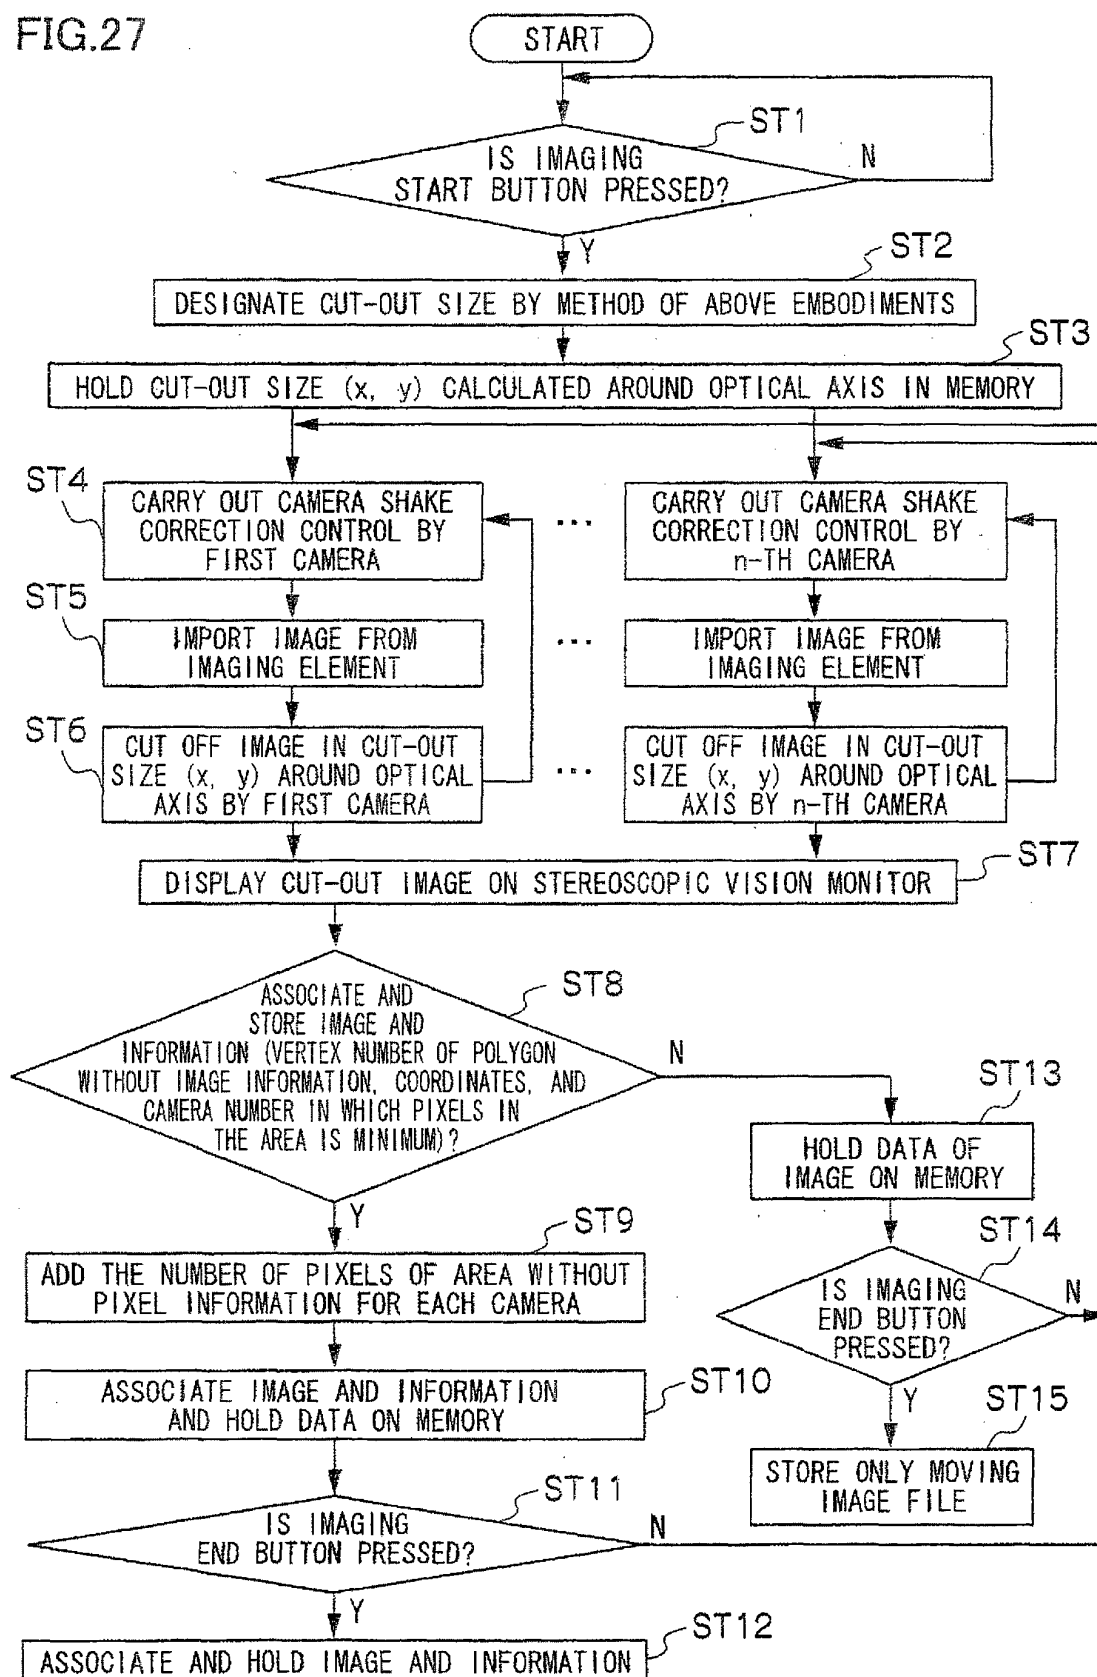 FIG.27
START
ST1
IS IMAGING
START BUTTON PRESSED?
N
Y
ST2
DESIGNATE CUT-OUT SIZE BY METHOD OF ABOVE EMBODIMENTS
ST3
HOLD CUT-OUT SIZE (x, y) CALCULATED AROUND OPTICAL AXIS IN MEMORY
ST4
CARRY OUT CAMERA SHAKE
CORRECTION CONTROL BY
FIRST CAMERA
...
CARRY OUT CAMERA SHAKE
CORRECTION CONTROL BY
n-TH CAMERA
ST5
IMPORT IMAGE FROM
IMAGING ELEMENT
...
IMPORT IMAGE FROM
IMAGING ELEMENT
ST6
CUT OFF IMAGE IN CUT-OUT
SIZE (x, y) AROUND OPTICAL
AXIS BY FIRST CAMERA
...
CUT OFF IMAGE IN CUT-OUT
SIZE (x, y) AROUND OPTICAL
AXIS BY n-TH CAMERA
ST7
DISPLAY CUT-OUT IMAGE ON STEREOSCOPIC VISION MONITOR
ST8
ASSOCIATE AND
STORE IMAGE AND
INFORMATION (VERTEX NUMBER OF POLYGON
WITHOUT IMAGE INFORMATION, COORDINATES, AND
CAMERA NUMBER IN WHICH PIXELS IN
THE AREA IS MINIMUM)?
N
Y
ST13
HOLD DATA OF
IMAGE ON MEMORY
ST9
ADD THE NUMBER OF PIXELS OF AREA WITHOUT
PIXEL INFORMATION FOR EACH CAMERA
ST14
IS IMAGING
END BUTTON
PRESSED?
N
Y
ST10
ASSOCIATE IMAGE AND INFORMATION
AND HOLD DATA ON MEMORY
ST15
STORE ONLY MOVING
IMAGE FILE
ST11
IS IMAGING
END BUTTON PRESSED?
N
Y
ST12
ASSOCIATE AND HOLD IMAGE AND INFORMATION